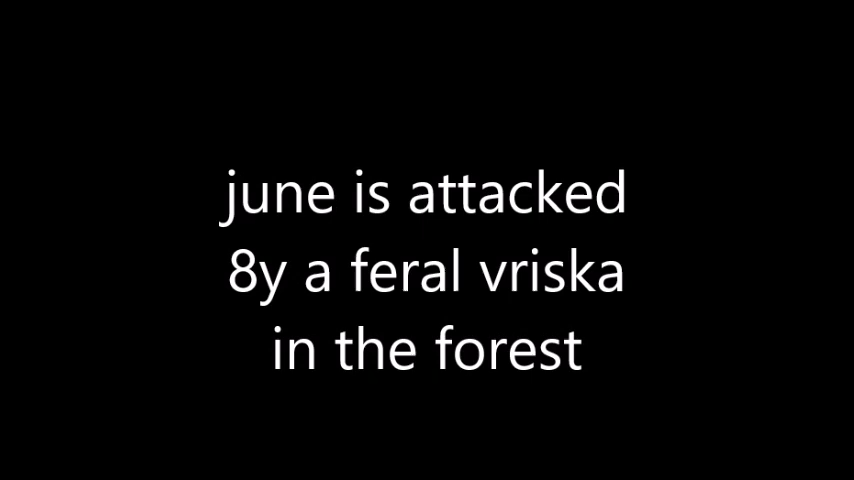 june is attacked
8y a feral vriska
in the forest